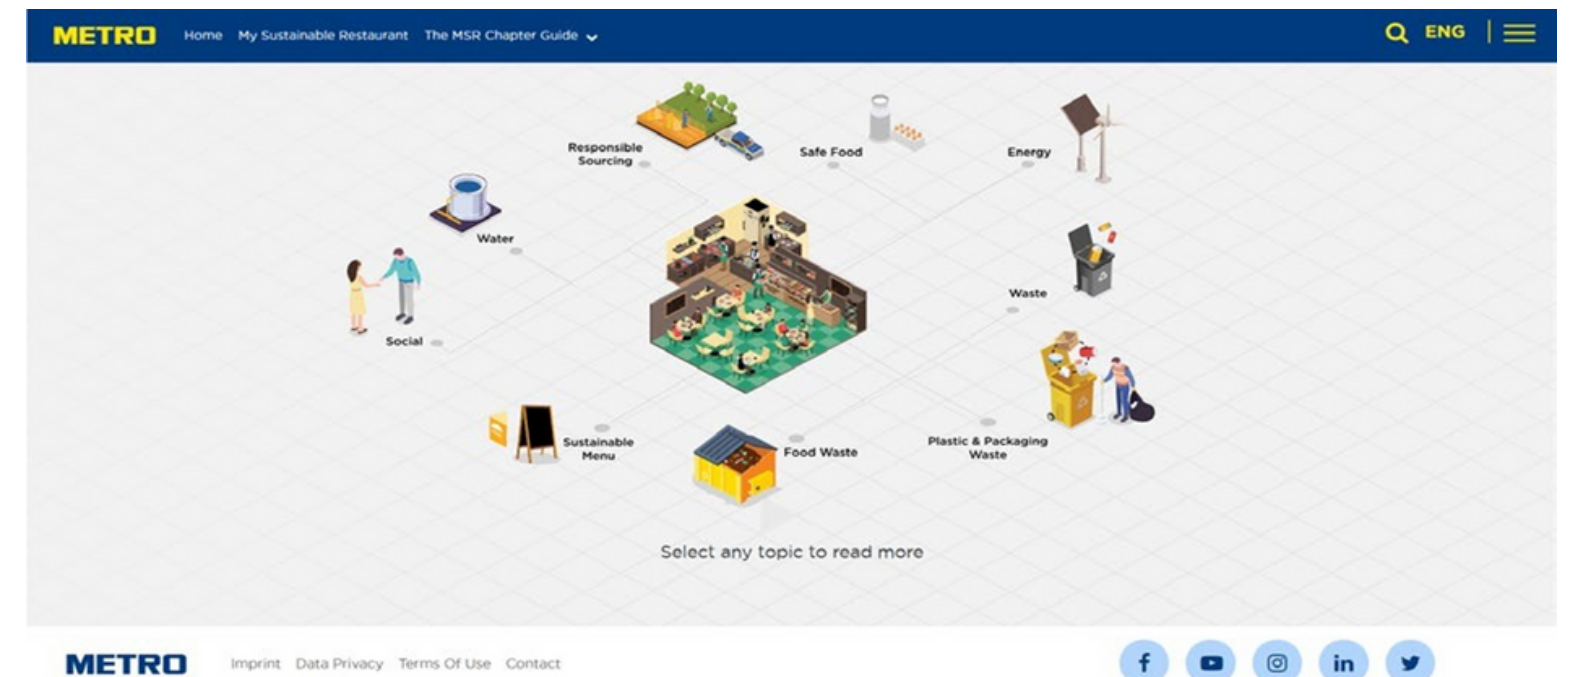 METRO Home My Sustainable Restaurant The MSR Chapter Guide ENG
Responsible
Sourcing
Safe Food
Energy
Water
Waste
Social
Sustainable
Menu
Food Waste
Plastic & Packaging
Waste
Select any topic to read more
METRO Imprint Data Privacy Terms Of Use Contact